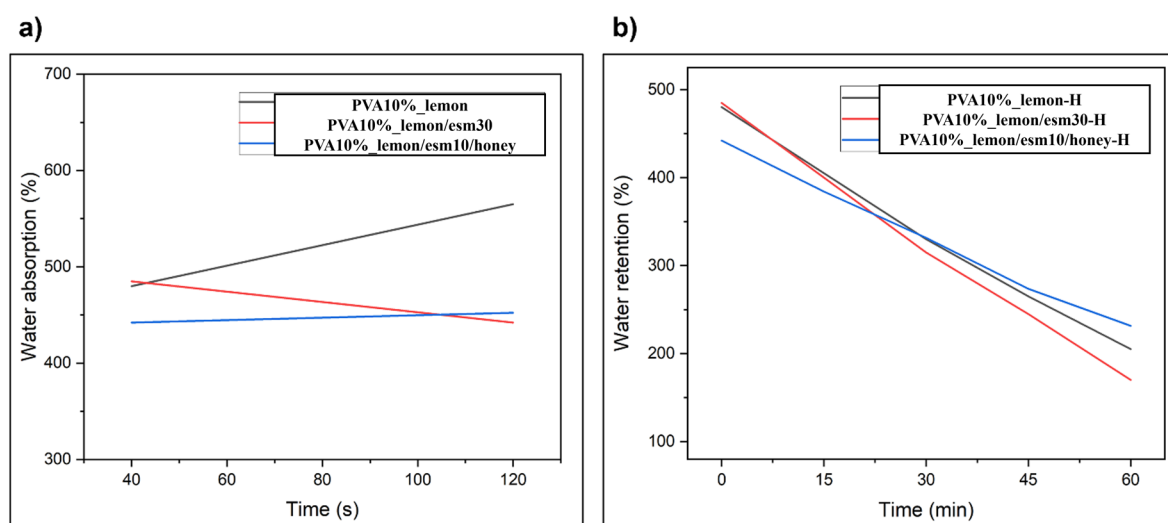 a)
700
600
500
400
300
Water absorption (%)
PVA10%_lemon
PVA10%_lemon/esm30
PVA10%_lemon/esm10/honey
40
60
80
100
120
Time (s)
b)
500
400
300
200
100
Water retention (%)
PVA10%_lemon-H
PVA10%_lemon/esm30-H
PVA10%_lemon/esm10/honey-H
0
15
30
45
60
Time (min)